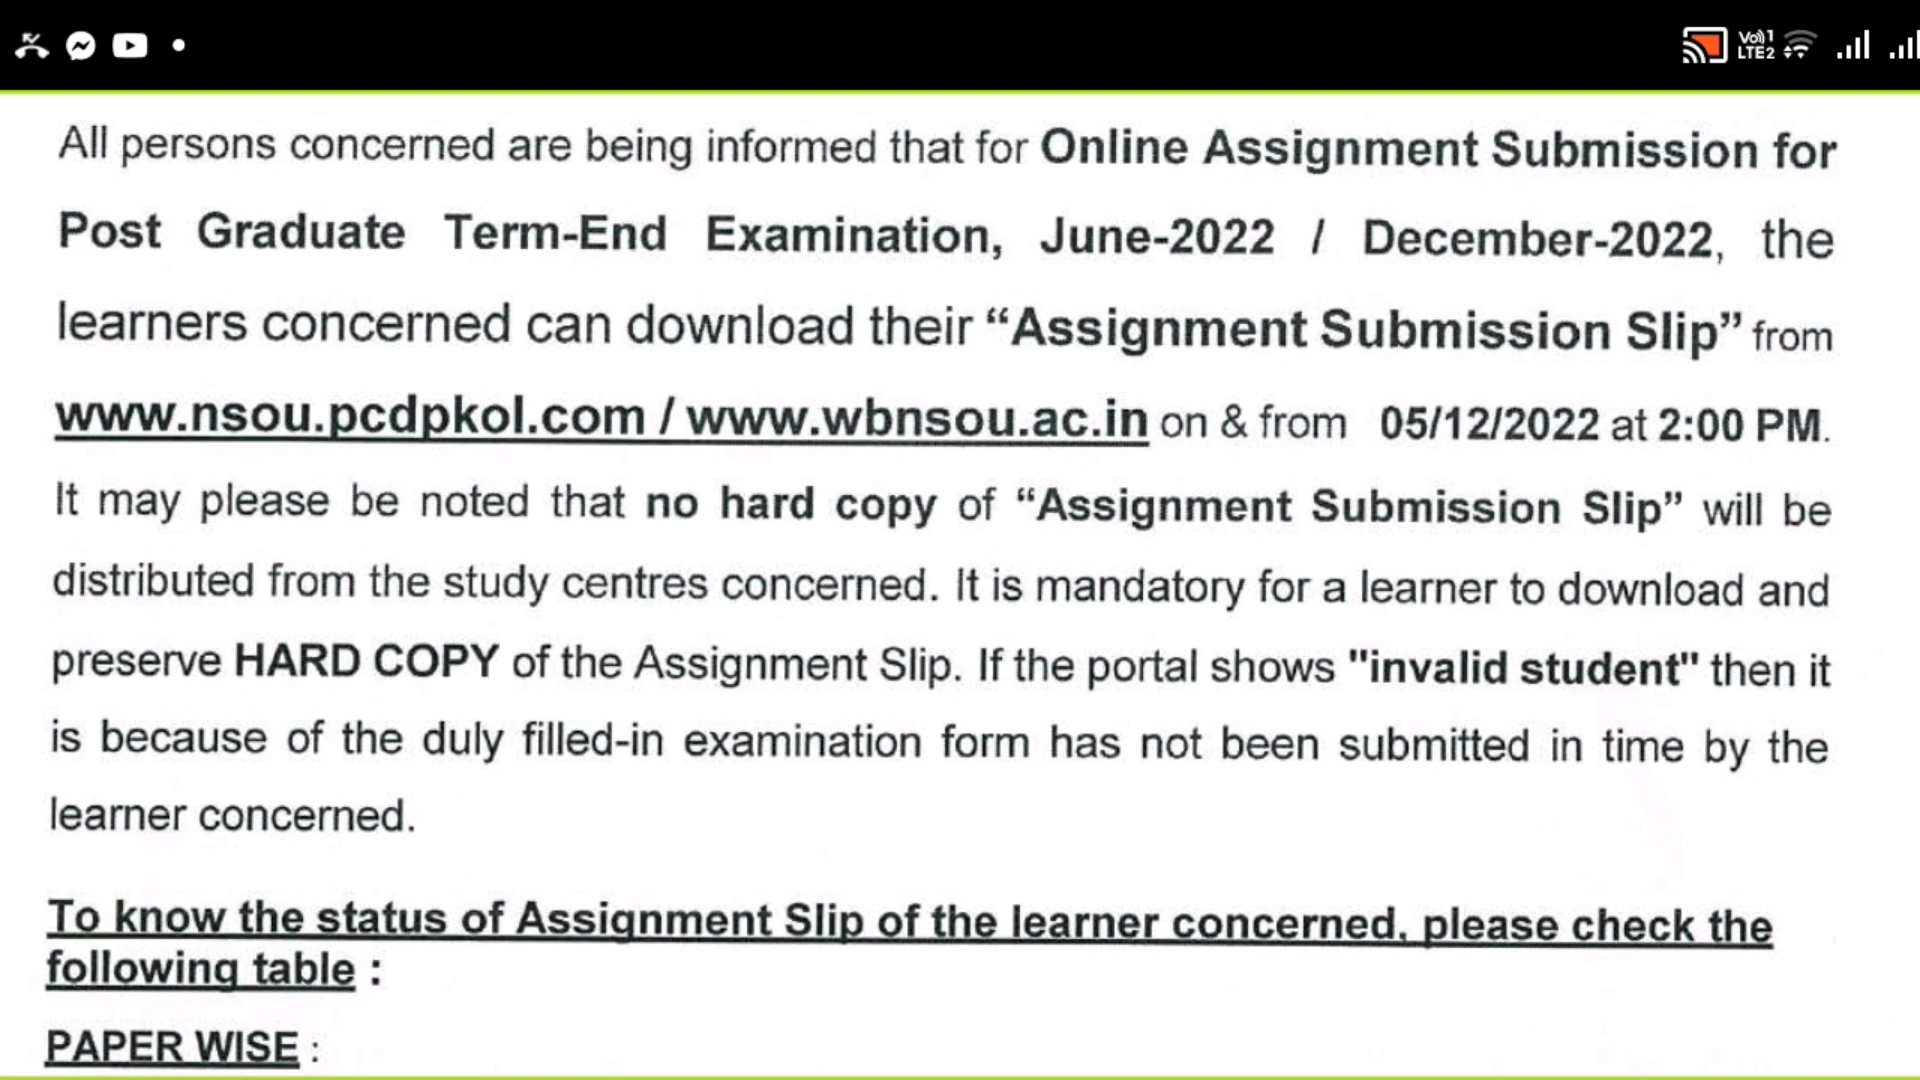 Vo)) 1
LTE2
All persons concerned are being informed that for Online Assignment Submission for
Post Graduate Term-End Examination, June-2022 / December-2022, the
learners concerned can download their “Assignment Submission Slip” from
www.nsou.pcdpkol.com / www.wbnsou.ac.in on & from 05/12/2022 at 2:00 PM.
It may please be noted that no hard copy of “Assignment Submission Slip” will be
distributed from the study centres concerned. It is mandatory for a learner to download and
preserve HARD COPY of the Assignment Slip. If the portal shows "invalid student" then it
is because of the duly filled-in examination form has not been submitted in time by the
learner concerned.
To know the status of Assignment Slip of the learner concerned, please check the
following table :
PAPER WISE :